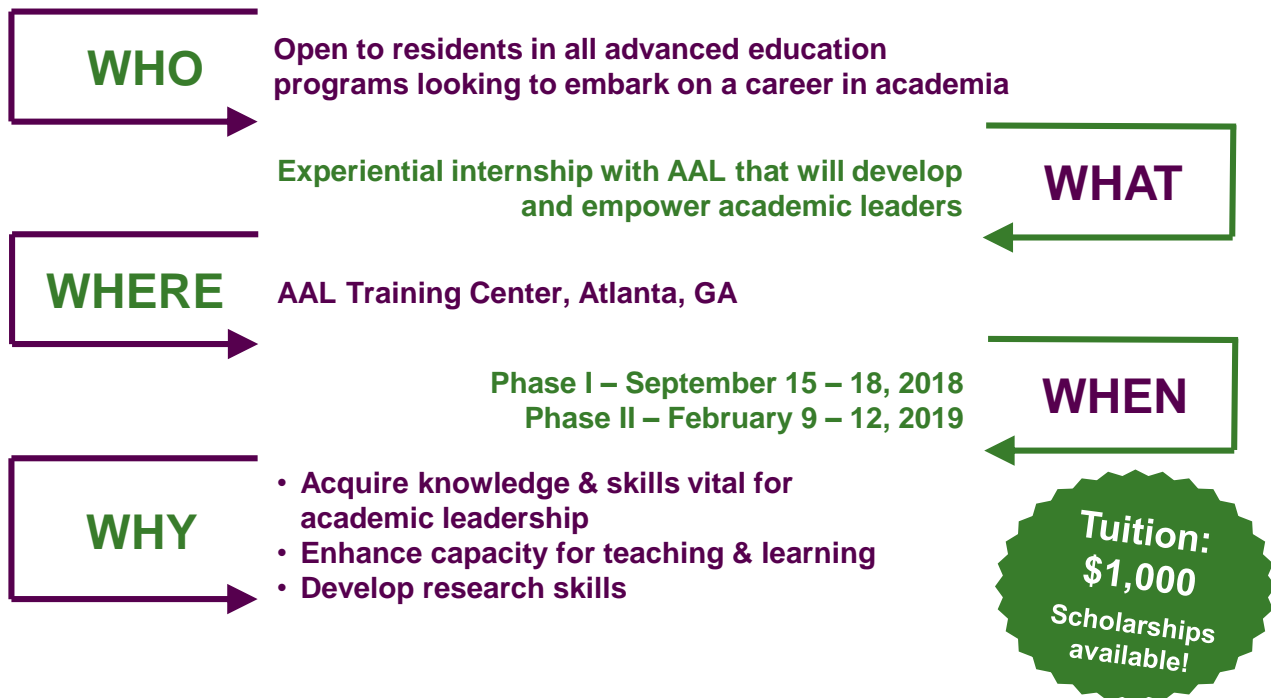 WHO
Open to residents in all advanced education
programs looking to embark on a career in academia
Experiential internship with AAL that will develop
and empower academic leaders
WHAT
WHERE
AAL Training Center, Atlanta, GA
Phase I – September 15 – 18, 2018
Phase II – February 9 – 12, 2019
WHEN
WHY
• Acquire knowledge & skills vital for
academic leadership
• Enhance capacity for teaching & learning
• Develop research skills
Tuition:
$1,000
Scholarships
available!